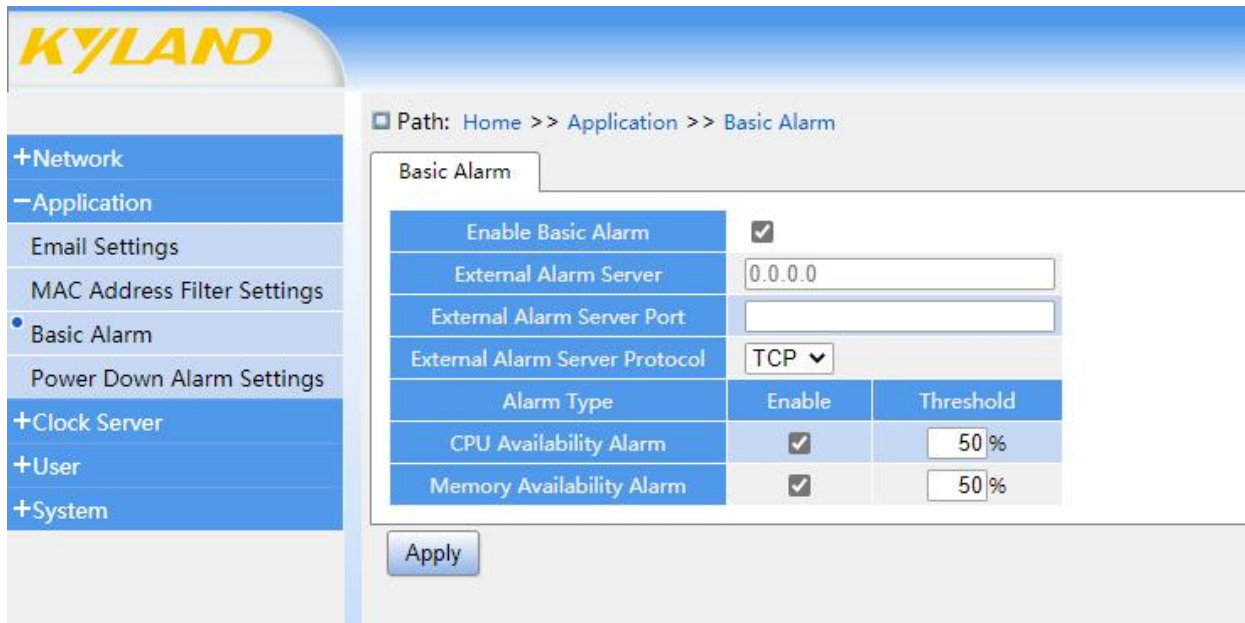 KYLAND
Path: Home >> Application >> Basic Alarm
+Network
−Application
Email Settings
MAC Address Filter Settings
Basic Alarm
Power Down Alarm Settings
+Clock Server
+User
+System
Basic Alarm
Enable Basic Alarm
External Alarm Server 0.0.0.0
External Alarm Server Port
External Alarm Server Protocol TCP
Alarm Type Enable Threshold
CPU Availability Alarm 50 %
Memory Availability Alarm 50 %
Apply